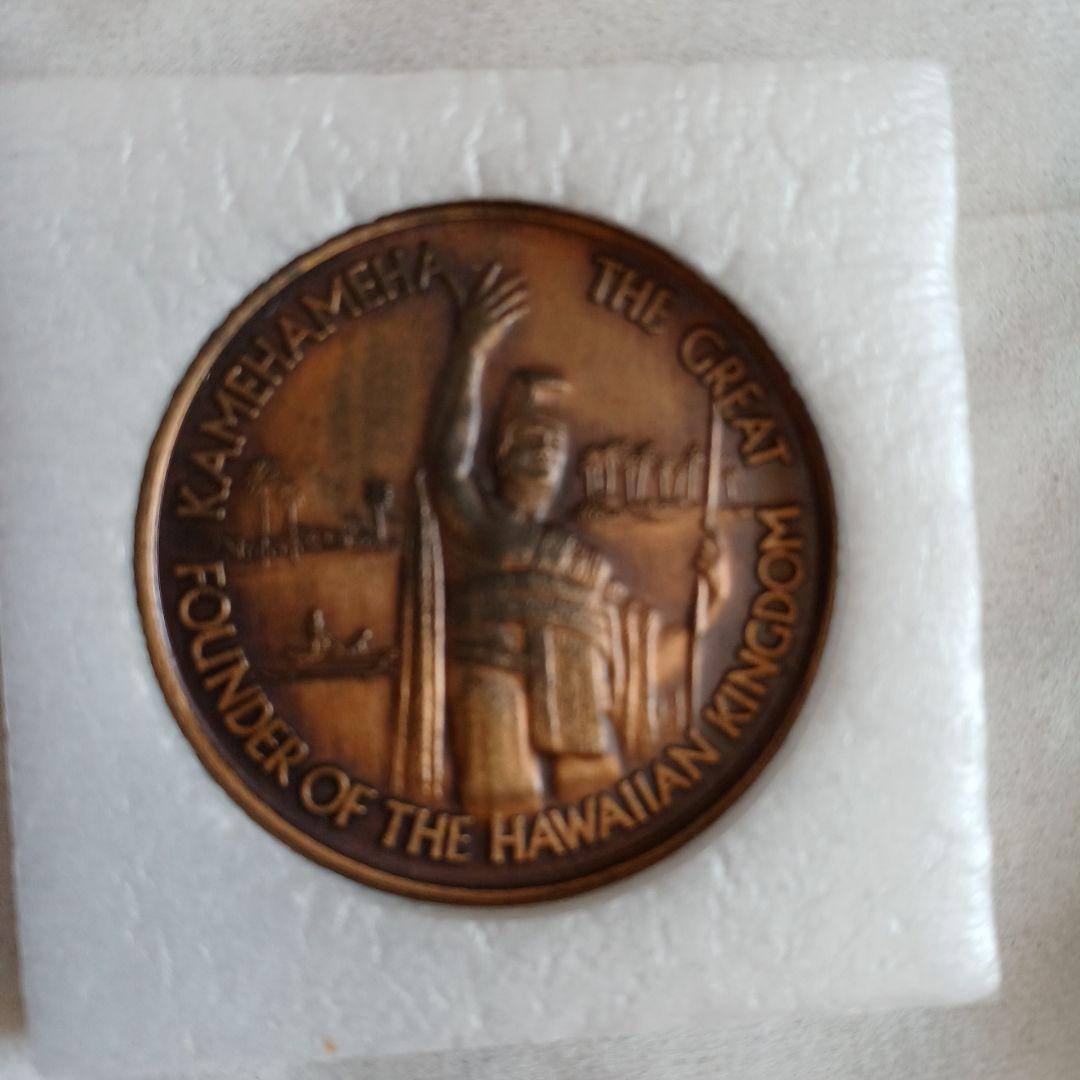 KAMEHAMEHA THE GREAT
FOUNDER OF THE HAWAIIAN KINGDOM